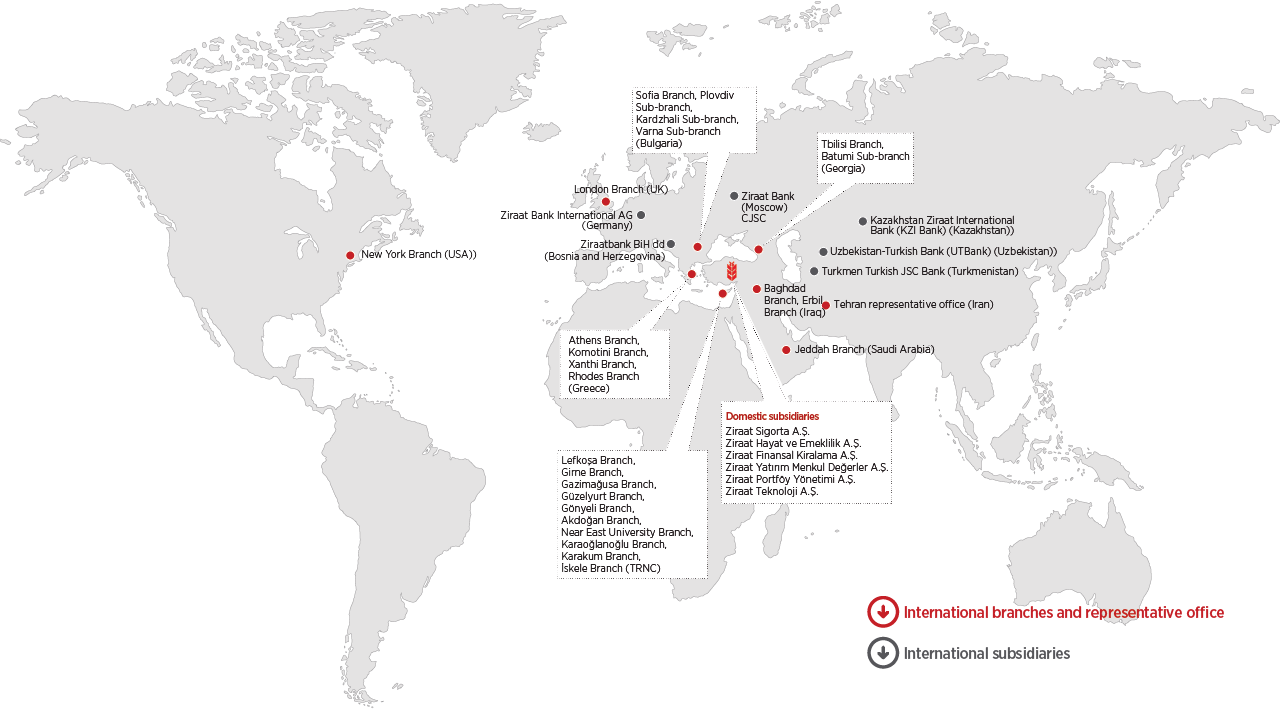 Sofia Branch, Plovdiv
Sub-branch,
Kardzhali Sub-branch,
Varna Sub-branch
(Bulgaria)
Tbilisi Branch,
Batumi Sub-branch
(Georgia)
London Branch (UK)
Ziraat Bank
(Moscow)
CJSC
Ziraat Bank International AG
(Germany)
Kazakhstan Ziraat International
Bank (KZI Bank) (Kazakhstan))
Ziraatbank BiH dd
(Bosnia and Herzegovina)
New York Branch (USA))
Uzbekistan-Turkish Bank (UTBank) (Uzbekistan))
Turkmen Turkish JSC Bank (Turkmenistan)
Baghdad
Branch, Erbil
Branch (Iraq)
Tehran representative office (Iran)
Jeddah Branch (Saudi Arabia)
Athens Branch,
Komotini Branch,
Xanthi Branch,
Rhodes Branch
(Greece)
Domestic subsidiaries
Ziraat Sigorta A.Ş.
Ziraat Hayat ve Emeklilik A.Ş.
Ziraat Finansal Kiralama A.Ş.
Ziraat Yatırım Menkul Değerler A.Ş.
Ziraat Portföy Yönetimi A.Ş.
Ziraat Teknoloji A.Ş.
Lefkoşa Branch,
Girne Branch,
Gazimağusa Branch,
Güzelyurt Branch,
Gönyeli Branch,
Akdoğan Branch,
Near East University Branch,
Karaoğlanoğlu Branch,
Karakum Branch,
İskele Branch (TRNC)
International branches and representative office
International subsidiaries